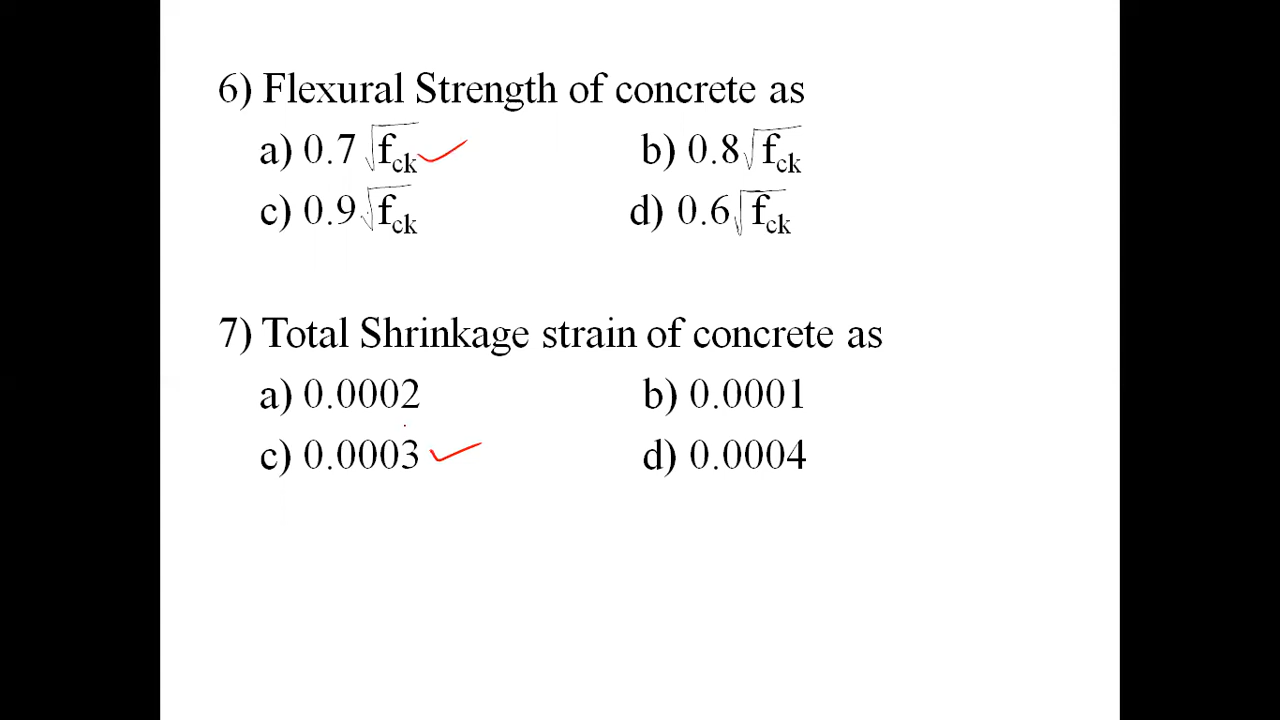 6) Flexural Strength of concrete as
a) 0.7 √fck ✓ b) 0.8√fck
c) 0.9 √fck d) 0.6√fck
7) Total Shrinkage strain of concrete as
a) 0.0002 b) 0.0001
c) 0.0003 ✓ d) 0.0004